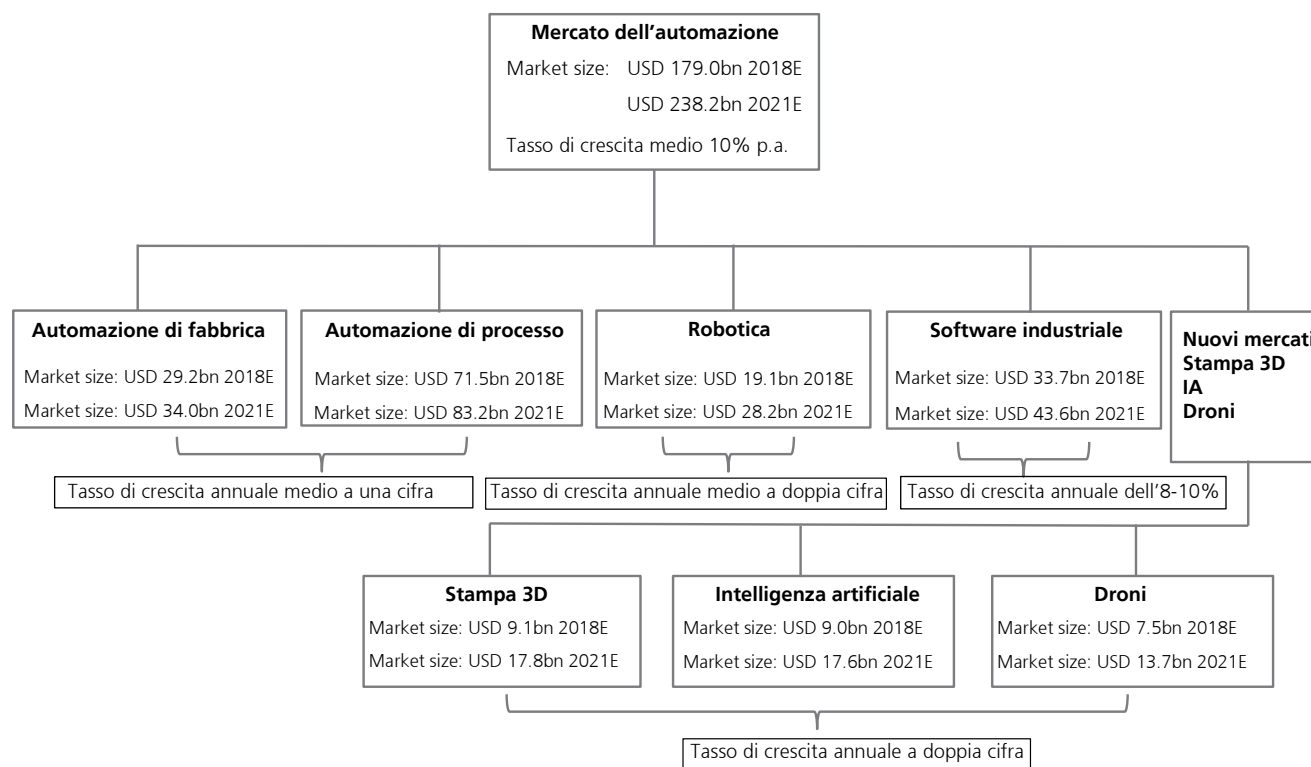 Mercato dell'automazione
Market size: USD 179.0bn 2018E
USD 238.2bn 2021E
Tasso di crescita medio 10% p.a.
Automazione di fabbrica
Market size: USD 29.2bn 2018E
Market size: USD 34.0bn 2021E
Automazione di processo
Market size: USD 71.5bn 2018E
Market size: USD 83.2bn 2021E
Robotica
Market size: USD 19.1bn 2018E
Market size: USD 28.2bn 2021E
Software industriale
Market size: USD 33.7bn 2018E
Market size: USD 43.6bn 2021E
Nuovi mercati
Stampa 3D
IA
Droni
Tasso di crescita annuale medio a una cifra
Tasso di crescita annuale medio a doppia cifra
Tasso di crescita annuale dell'8-10%
Stampa 3D
Market size: USD 9.1bn 2018E
Market size: USD 17.8bn 2021E
Intelligenza artificiale
Market size: USD 9.0bn 2018E
Market size: USD 17.6bn 2021E
Droni
Market size: USD 7.5bn 2018E
Market size: USD 13.7bn 2021E
Tasso di crescita annuale a doppia cifra